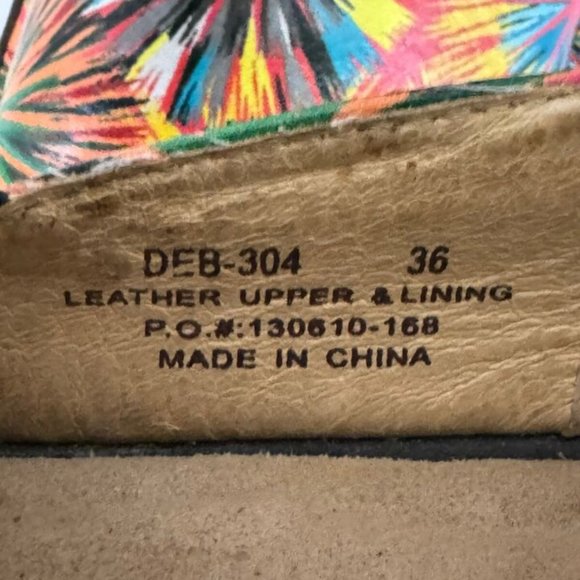 DEB-304 36
LEATHER UPPER & LINING
P.O.#:130610-168
MADE IN CHINA